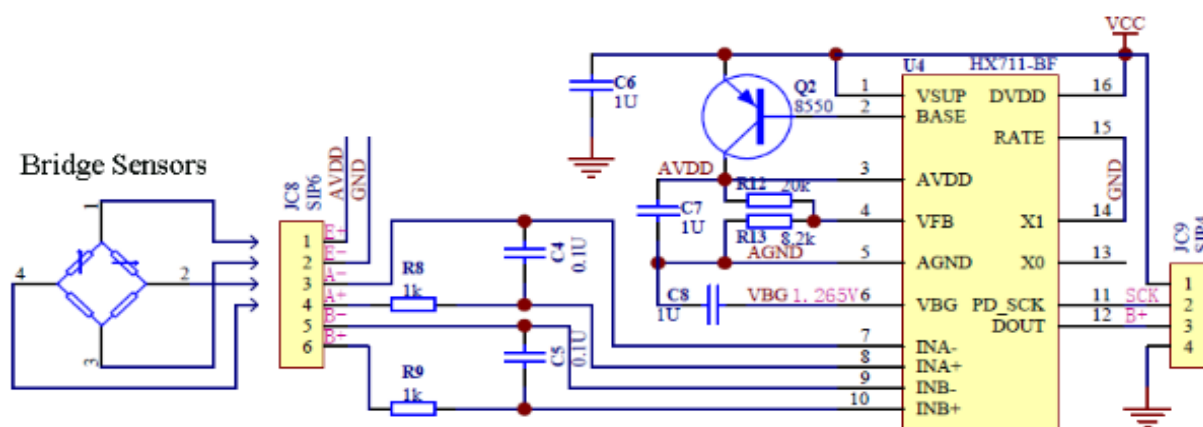 VCC
U4
HX711-BF
C6
1U
Q2
8550
1
VSUP
DVDD
16
2
BASE
RATE
15
GND
Bridge Sensors
JC8
SIP6
AVDD
GND
AVDD
R12
20k
3
AVDD
C7
1U
R13
8.2k
4
VFB
X1
14
AGND
5
AGND
X0
13
C8
1U
VBG
1.265V
6
VBG
PD_SCK
11
SCK
DOUT
12
B+
JC9
1
2
3
4
1
4
2
3
1
E+
2
E-
3
A-
4
A+
5
B-
6
B+
R8
1k
C4
0.1U
R9
1k
C5
0.1U
7
INA-
8
INA+
9
INB-
10
INB+